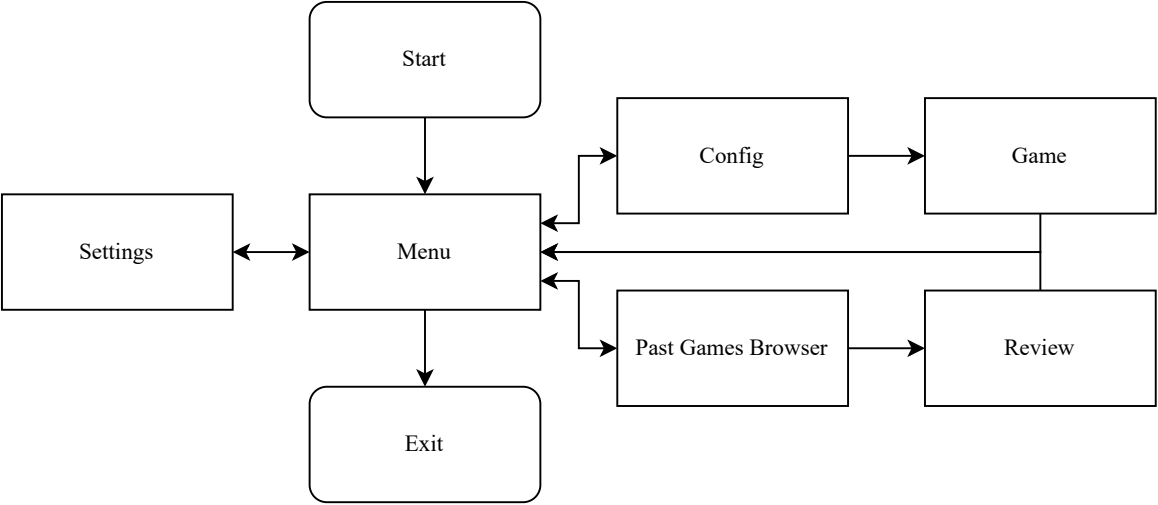 Start
Config
Game
Settings
Menu
Past Games Browser
Review
Exit